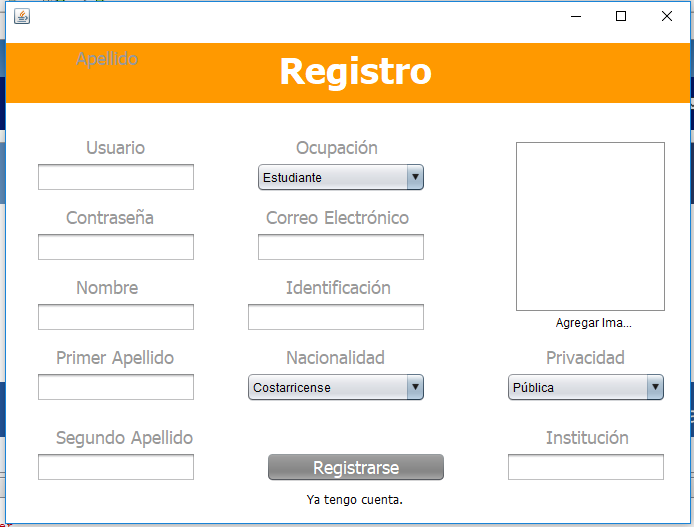 Apellido
Registro
Usuario
Ocupación
Estudiante
Contraseña
Correo Electrónico
Nombre
Identificación
Agregar Ima...
Primer Apellido
Nacionalidad
Privacidad
Costarricense
Pública
Segundo Apellido
Institución
Registrarse
Ya tengo cuenta.